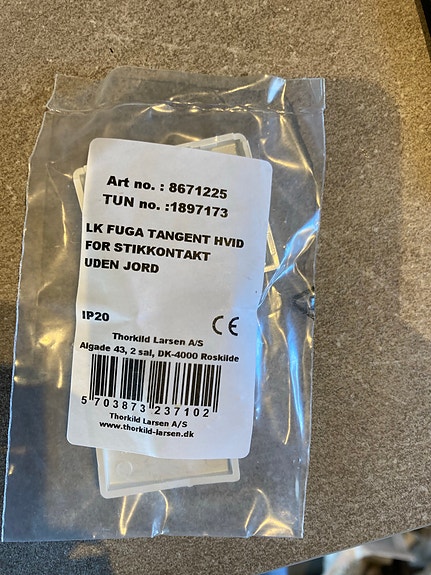 Art no. : 8671225
TUN no. :1897173
LK FUGA TANGENT HVID
FOR STIKKONTAKT
UDEN JORD
IP20
CE
Thorkild Larsen A/S
Algade 43, 2 sal, DK-4000 Roskilde
5 703873 237102
Thorkild Larsen A/S
www.thorkild-larsen.dk